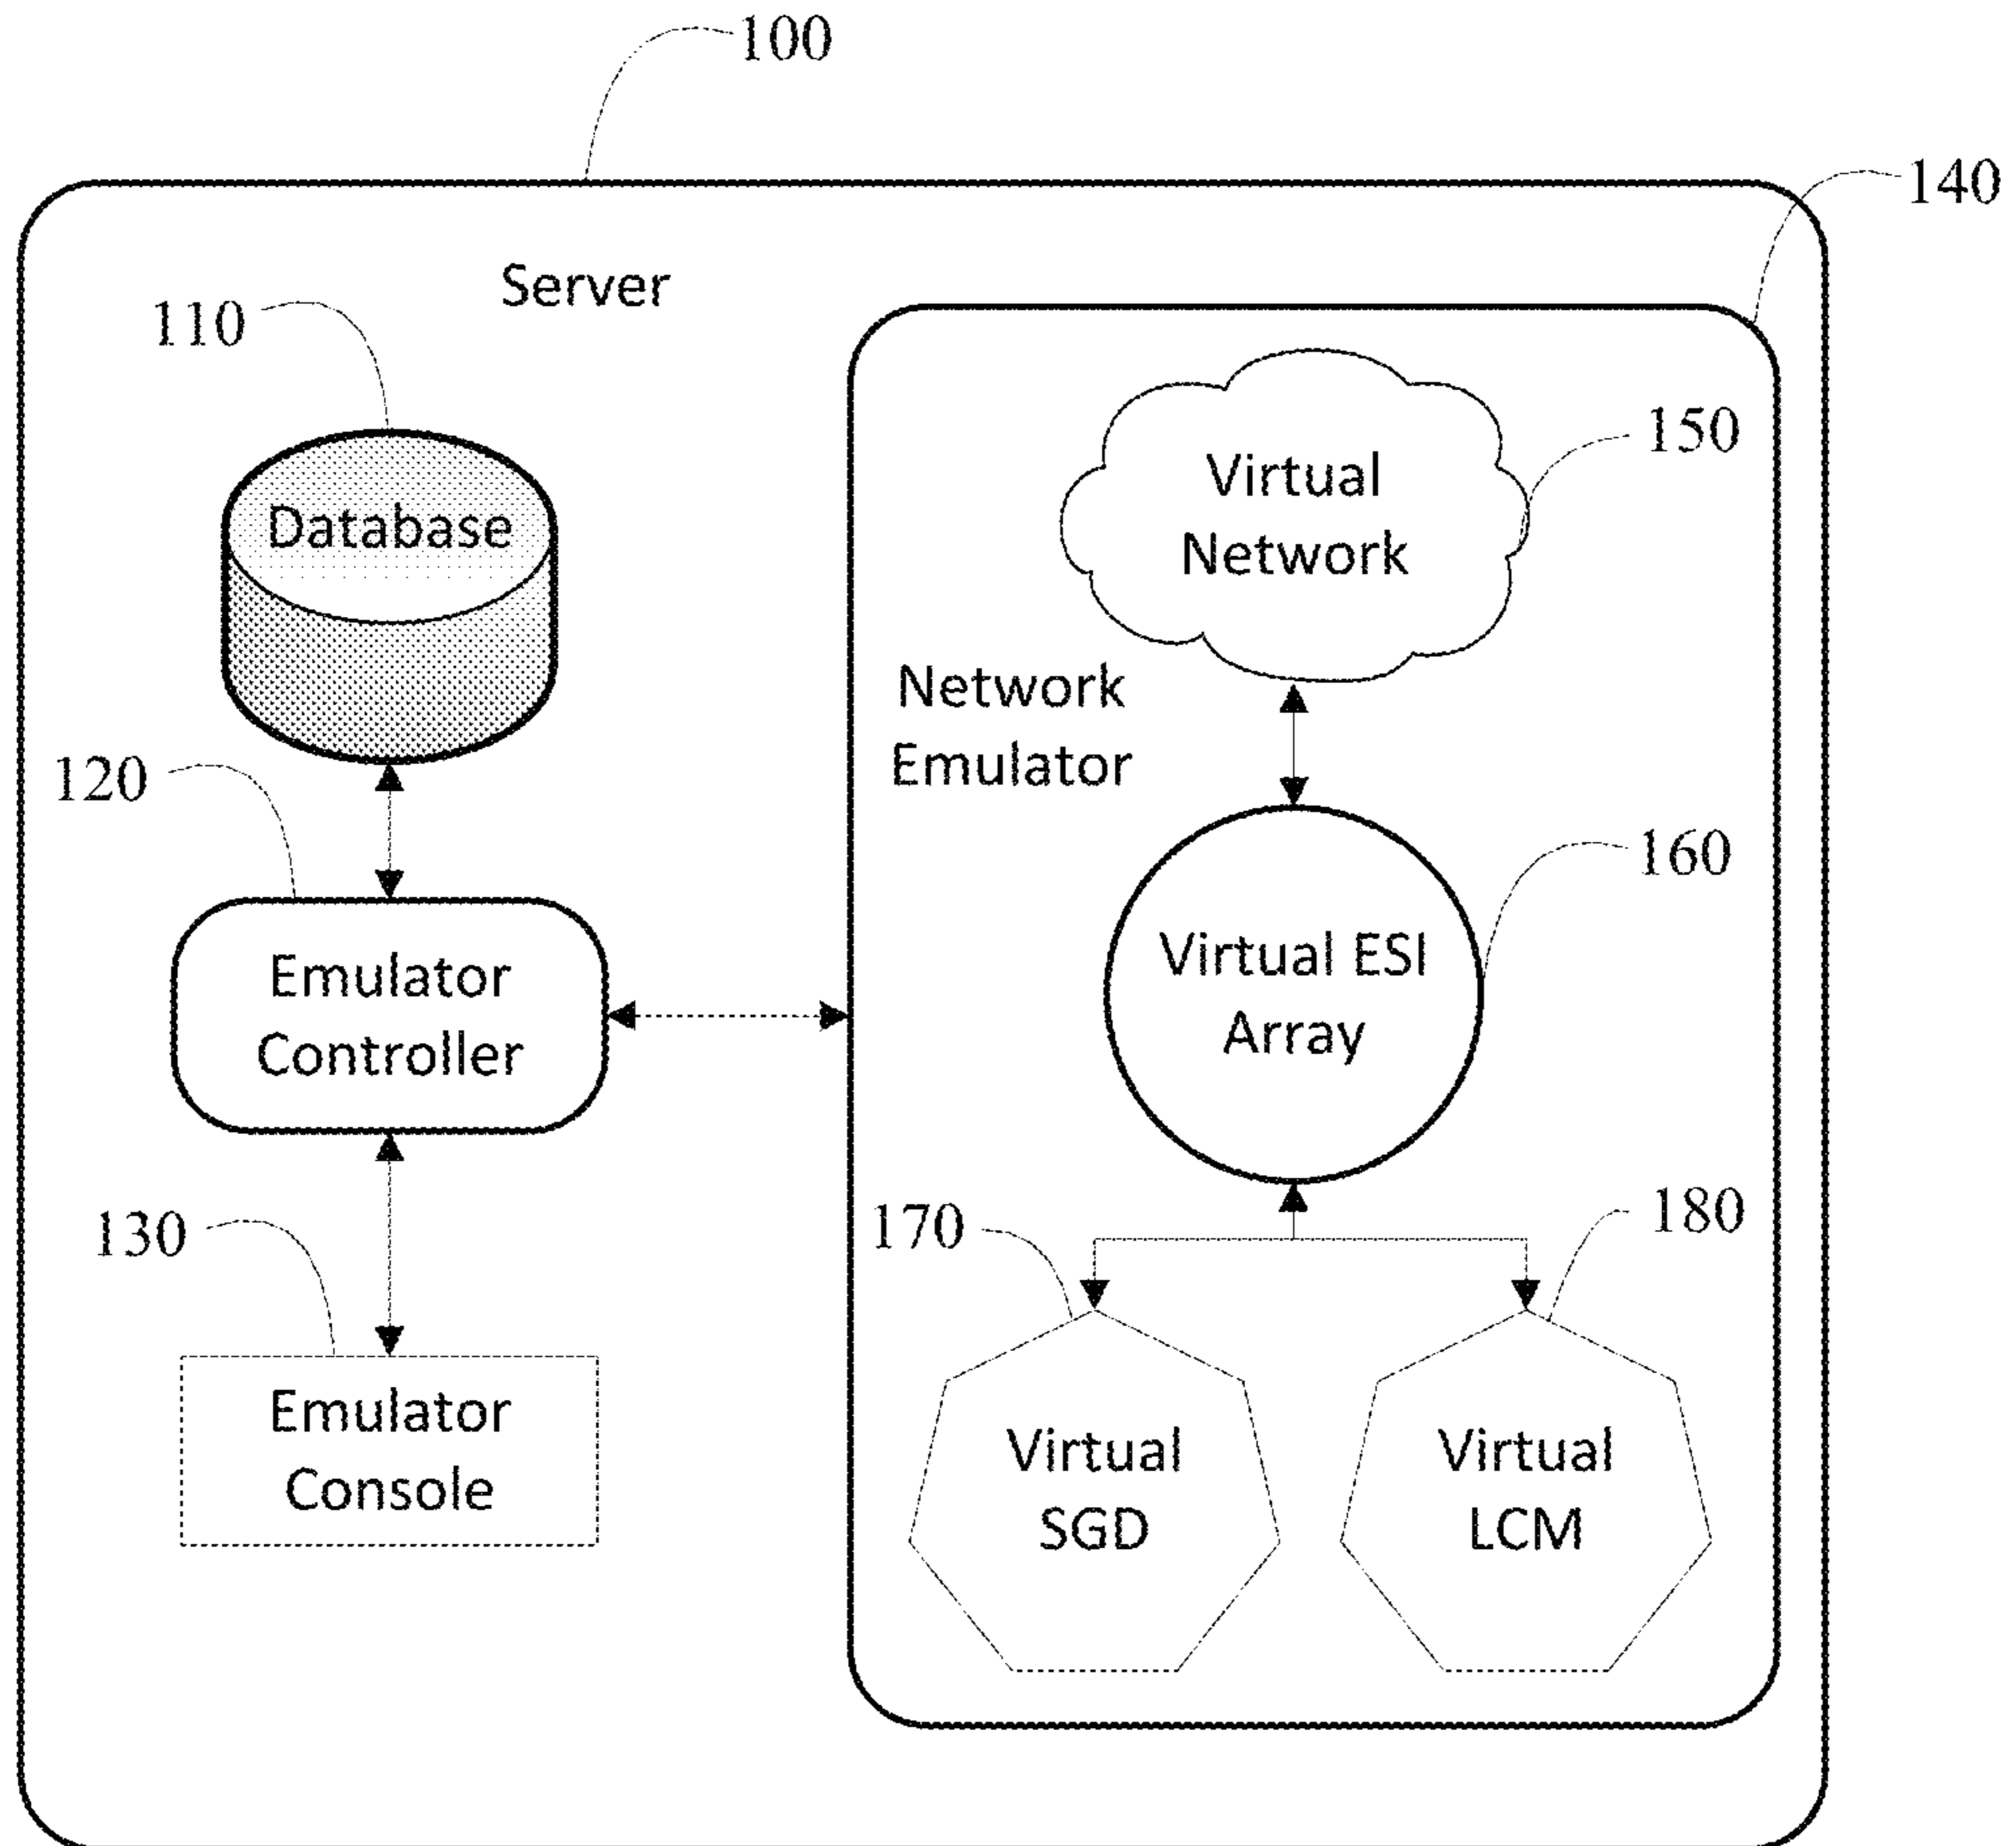 100
140
Server
110
150
Virtual
Network
Database
Network
Emulator
120
160
Virtual ESI
Array
Emulator
Controller
130
170
180
Emulator
Console
Virtual
SGD
Virtual
LCM